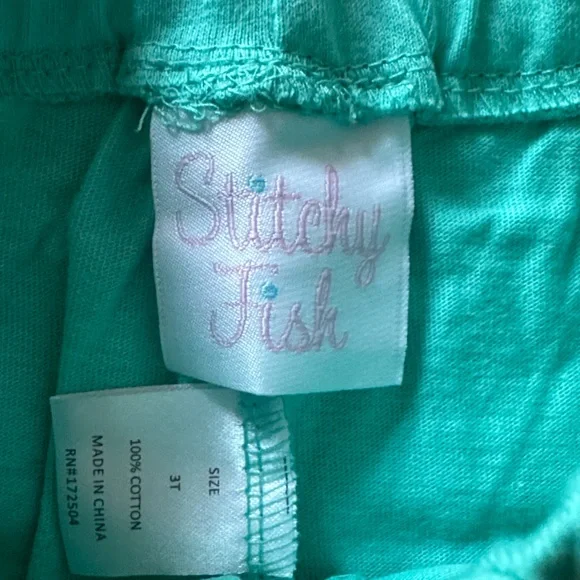 Stitchy
Fish
SIZE
3T
100% COTTON
MADE IN CHINA
RN#172504